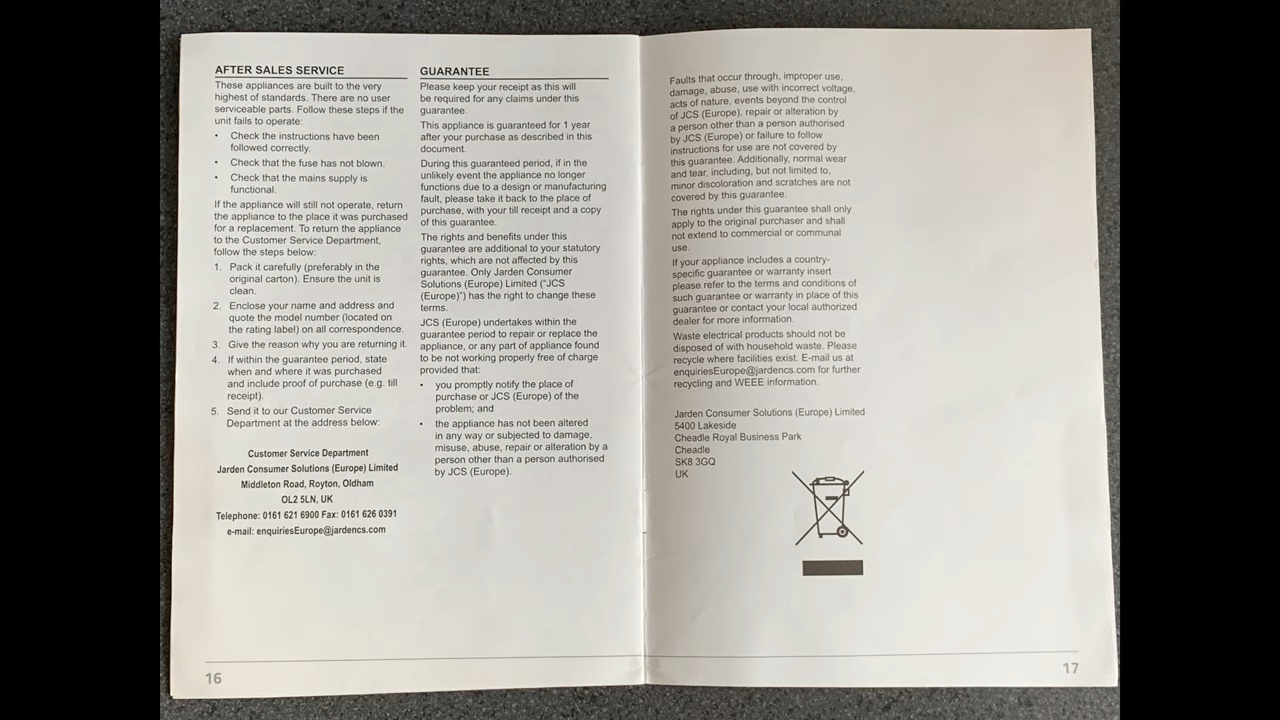 AFTER SALES SERVICE
These appliances are built to the very
highest of standards. There are no user
serviceable parts. Follow these steps if the
unit fails to operate:
• Check the instructions have been
followed correctly.
• Check that the fuse has not blown.
• Check that the mains supply is
functional.
If the appliance will still not operate, return
the appliance to the place it was purchased
for a replacement. To return the appliance
to the Customer Service Department,
follow the steps below:
1. Pack it carefully (preferably in the
original carton). Ensure the unit is
clean.
2. Enclose your name and address and
quote the model number (located on
the rating label) on all correspondence.
3. Give the reason why you are returning it.
4. If within the guarantee period, state
when and where it was purchased
and include proof of purchase (e.g. till
receipt).
5. Send it to our Customer Service
Department at the address below:
Customer Service Department
Jarden Consumer Solutions (Europe) Limited
Middleton Road, Royton, Oldham
OL2 5LN, UK
Telephone: 0161 621 6900 Fax: 0161 626 0391
e-mail: enquiriesEurope@jardencs.com
16
GUARANTEE
Please keep your receipt as this will
be required for any claims under this
guarantee.
This appliance is guaranteed for 1 year
after your purchase as described in this
document.
During this guaranteed period, if in the
unlikely event the appliance no longer
functions due to a design or manufacturing
fault, please take it back to the place of
purchase, with your till receipt and a copy
of this guarantee.
The rights and benefits under this
guarantee are additional to your statutory
rights, which are not affected by this
guarantee. Only Jarden Consumer
Solutions (Europe) Limited ("JCS
(Europe)") has the right to change these
terms.
JCS (Europe) undertakes within the
guarantee period to repair or replace the
appliance, or any part of appliance found
to be not working properly free of charge
provided that:
• you promptly notify the place of
purchase or JCS (Europe) of the
problem; and
• the appliance has not been altered
in any way or subjected to damage,
misuse, abuse, repair or alteration by a
person other than a person authorised
by JCS (Europe).
Faults that occur through, improper use,
damage, abuse, use with incorrect voltage,
acts of nature, events beyond the control
of JCS (Europe), repair or alteration by
a person other than a person authorised
by JCS (Europe) or failure to follow
instructions for use are not covered by
this guarantee. Additionally, normal wear
and tear, including, but not limited to,
minor discoloration and scratches are not
covered by this guarantee.
The rights under this guarantee shall only
apply to the original purchaser and shall
not extend to commercial or communal
use.
If your appliance includes a country-
specific guarantee or warranty insert
please refer to the terms and conditions of
such guarantee or warranty in place of this
guarantee or contact your local authorized
dealer for more information.
Waste electrical products should not be
disposed of with household waste. Please
recycle where facilities exist. E-mail us at
enquiriesEurope@jardencs.com for further
recycling and WEEE information.
Jarden Consumer Solutions (Europe) Limited
5400 Lakeside
Cheadle Royal Business Park
Cheadle
SK8 3GQ
UK
17